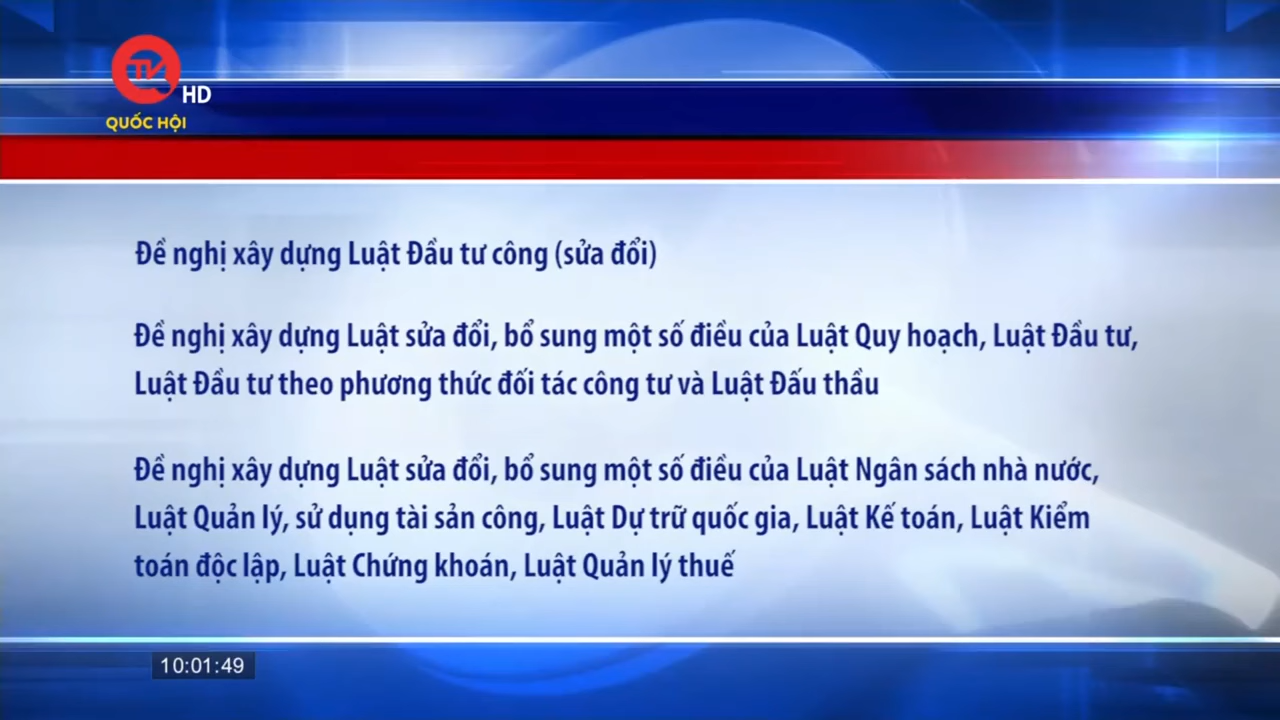 TV
HD
QUỐC HỘI
Đề nghị xây dựng Luật Đầu tư công (sửa đổi)
Đề nghị xây dựng Luật sửa đổi, bổ sung một số điều của Luật Quy hoạch, Luật Đầu tư,
Luật Đầu tư theo phương thức đối tác công tư và Luật Đấu thầu
Đề nghị xây dựng Luật sửa đổi, bổ sung một số điều của Luật Ngân sách nhà nước,
Luật Quản lý, sử dụng tài sản công, Luật Dự trữ quốc gia, Luật Kế toán, Luật Kiểm
toán độc lập, Luật Chứng khoán, Luật Quản lý thuế
10:01:49